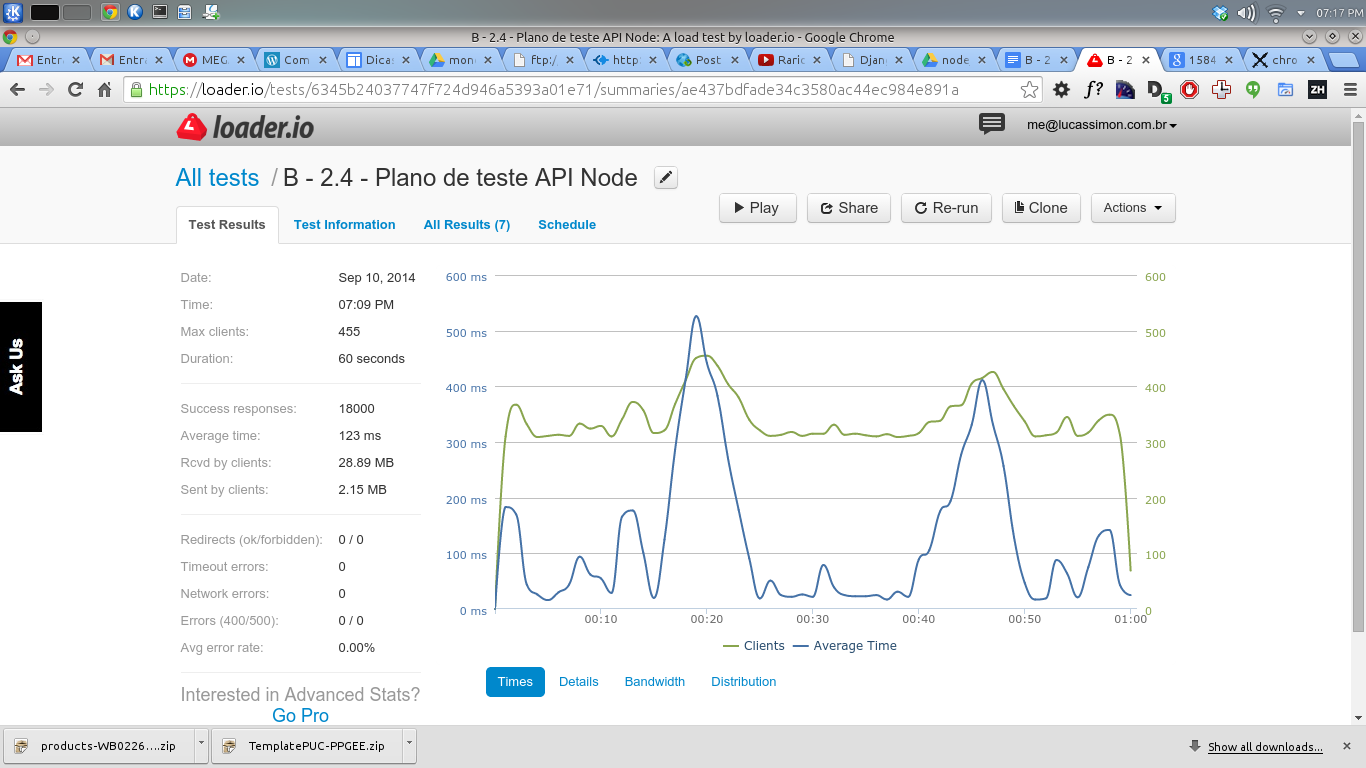 07:17 PM
B - 2.4 - Plano de teste API Node: A load test by loader.io - Google Chrome
Entr Entr MEG Com Dica: mon ftp:/ http: Post Raric Djan node B - 2 B - 2 1584 chro
https://loader.io/tests/6345b24037747f724d946a5393a01e71/summaries/ae437bdfade34c3580ac44ec984e891a
f? D 5 ZH
loader.io
me@lucassimon.com.br
All tests / B - 2.4 - Plano de teste API Node
Play Share Re-run Clone Actions
Test Results Test Information All Results (7) Schedule
Date: Sep 10, 2014
Time: 07:09 PM
Max clients: 455
Duration: 60 seconds
Success responses: 18000
Average time: 123 ms
Rcvd by clients: 28.89 MB
Sent by clients: 2.15 MB
Redirects (ok/forbidden): 0 / 0
Timeout errors: 0
Network errors: 0
Errors (400/500): 0 / 0
Avg error rate: 0.00%
Interested in Advanced Stats?
Go Pro
Ask Us
600 ms 600
500 ms 500
400 ms 400
300 ms 300
200 ms 200
100 ms 100
0 ms 0
00:10 00:20 00:30 00:40 00:50 01:00
Clients Average Time
Times Details Bandwidth Distribution
products-WB0226....zip TemplatePUC-PPGEE.zip Show all downloads...